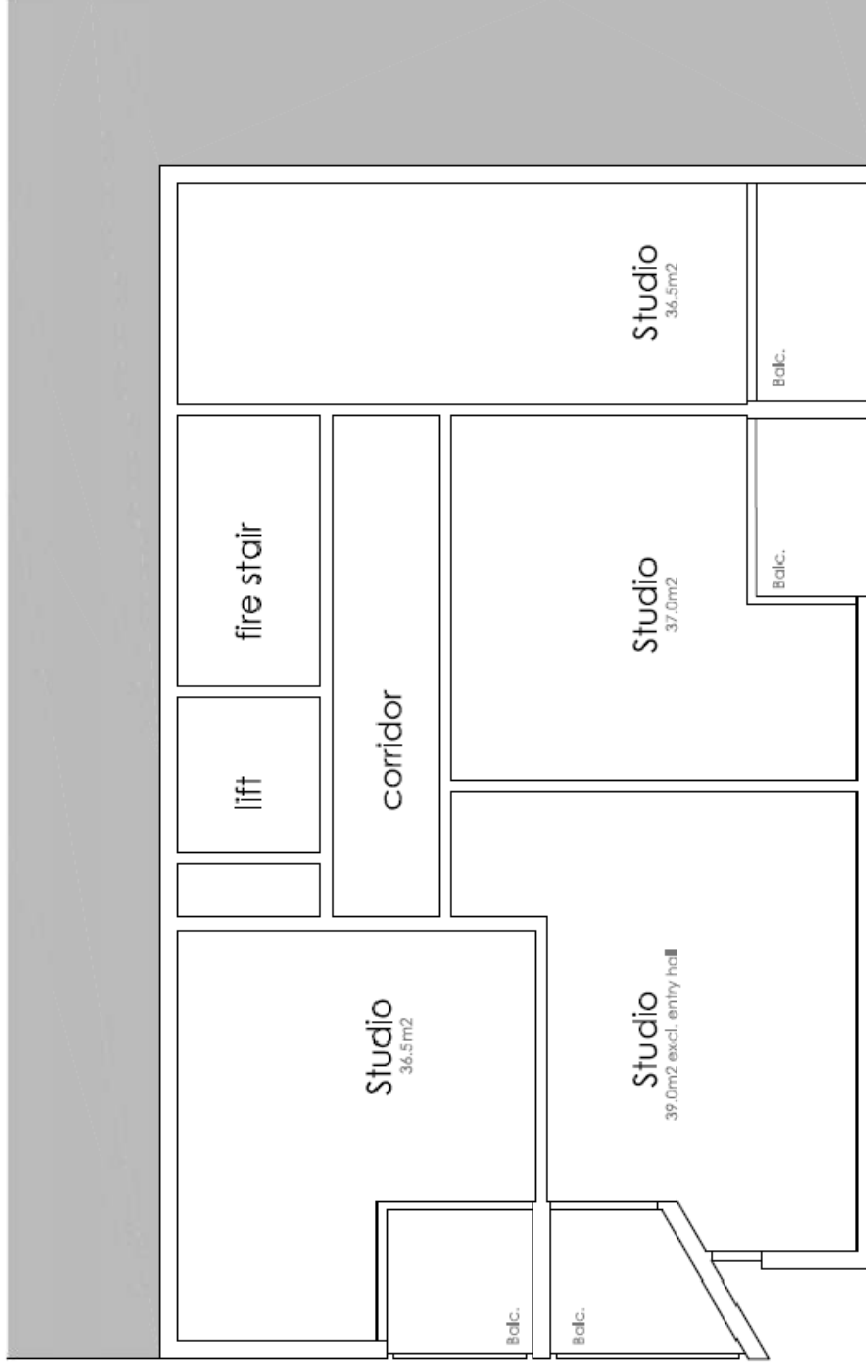 Studio
36.5m2
Balc.
fire stair
Studio
37.0m2
Balc.
lift
corridor
Studio
36.5m2
Studio
39.0m2 excl. entry hall
Balc.
Balc.